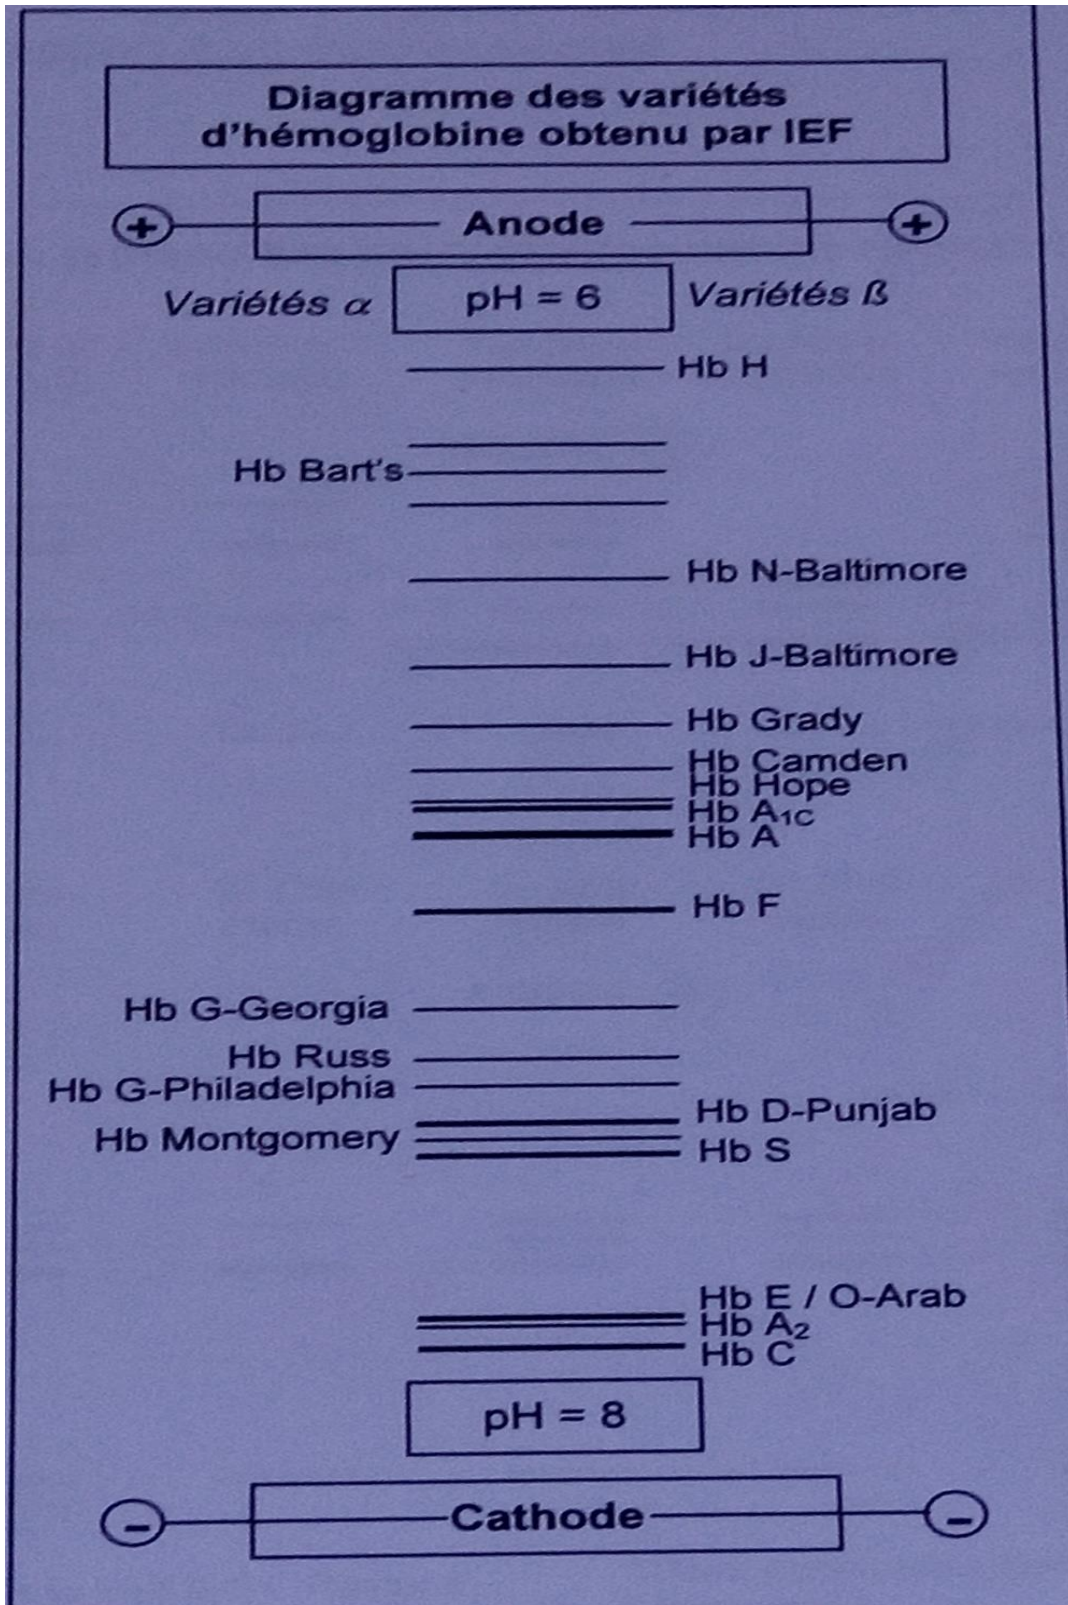 Diagramme des variétés
d'hémoglobine obtenu par IEF
+ Anode +
Variétés α pH = 6 Variétés ß
Hb H
Hb Bart's
Hb N-Baltimore
Hb J-Baltimore
Hb Grady
Hb Camden
Hb Hope
Hb A1C
Hb A
Hb F
Hb G-Georgia
Hb Russ
Hb G-Philadelphia
Hb D-Punjab
Hb Montgomery
Hb S
Hb E / O-Arab
Hb A2
Hb C
pH = 8
- Cathode -